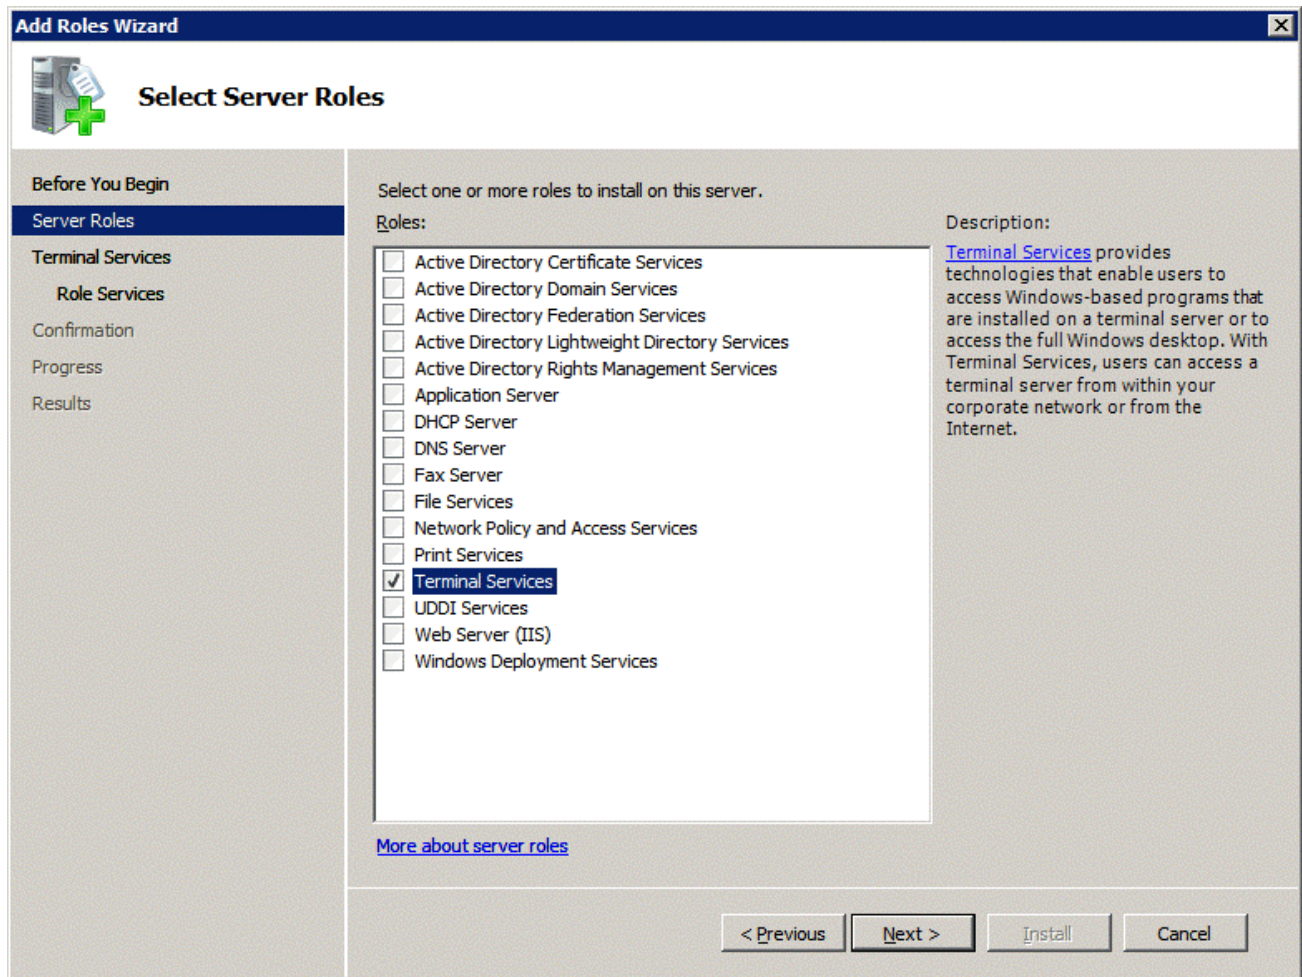 Add Roles Wizard
Select Server Roles
Before You Begin
Server Roles
Terminal Services
Role Services
Confirmation
Progress
Results
Select one or more roles to install on this server.
Roles:
Active Directory Certificate Services
Active Directory Domain Services
Active Directory Federation Services
Active Directory Lightweight Directory Services
Active Directory Rights Management Services
Application Server
DHCP Server
DNS Server
Fax Server
File Services
Network Policy and Access Services
Print Services
Terminal Services
UDDI Services
Web Server (IIS)
Windows Deployment Services
More about server roles
Description:
Terminal Services provides
technologies that enable users to
access Windows-based programs that
are installed on a terminal server or to
access the full Windows desktop. With
Terminal Services, users can access a
terminal server from within your
corporate network or from the
Internet.
< Previous
Next >
Install
Cancel